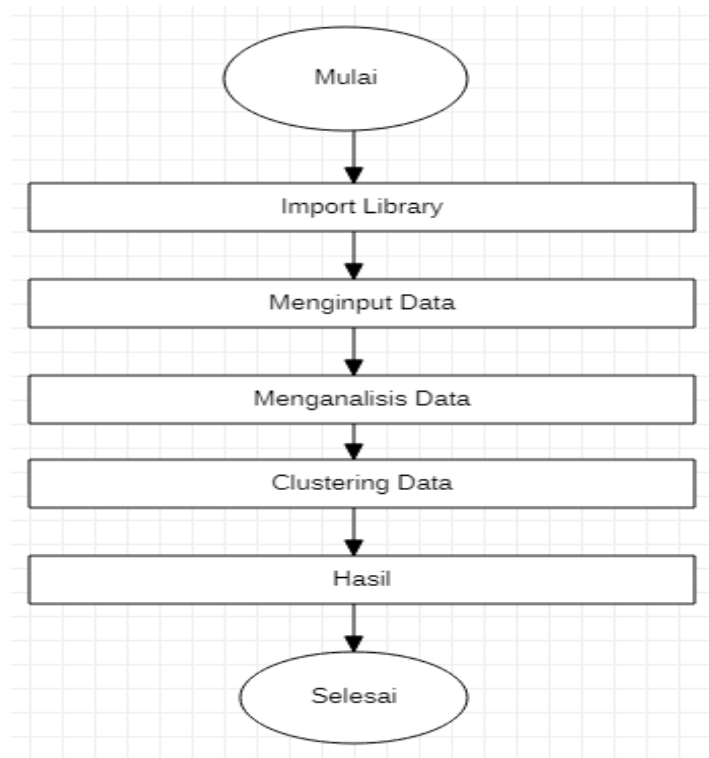 Mulai
Import Library
Menginput Data
Menganalisis Data
Clustering Data
Hasil
Selesai